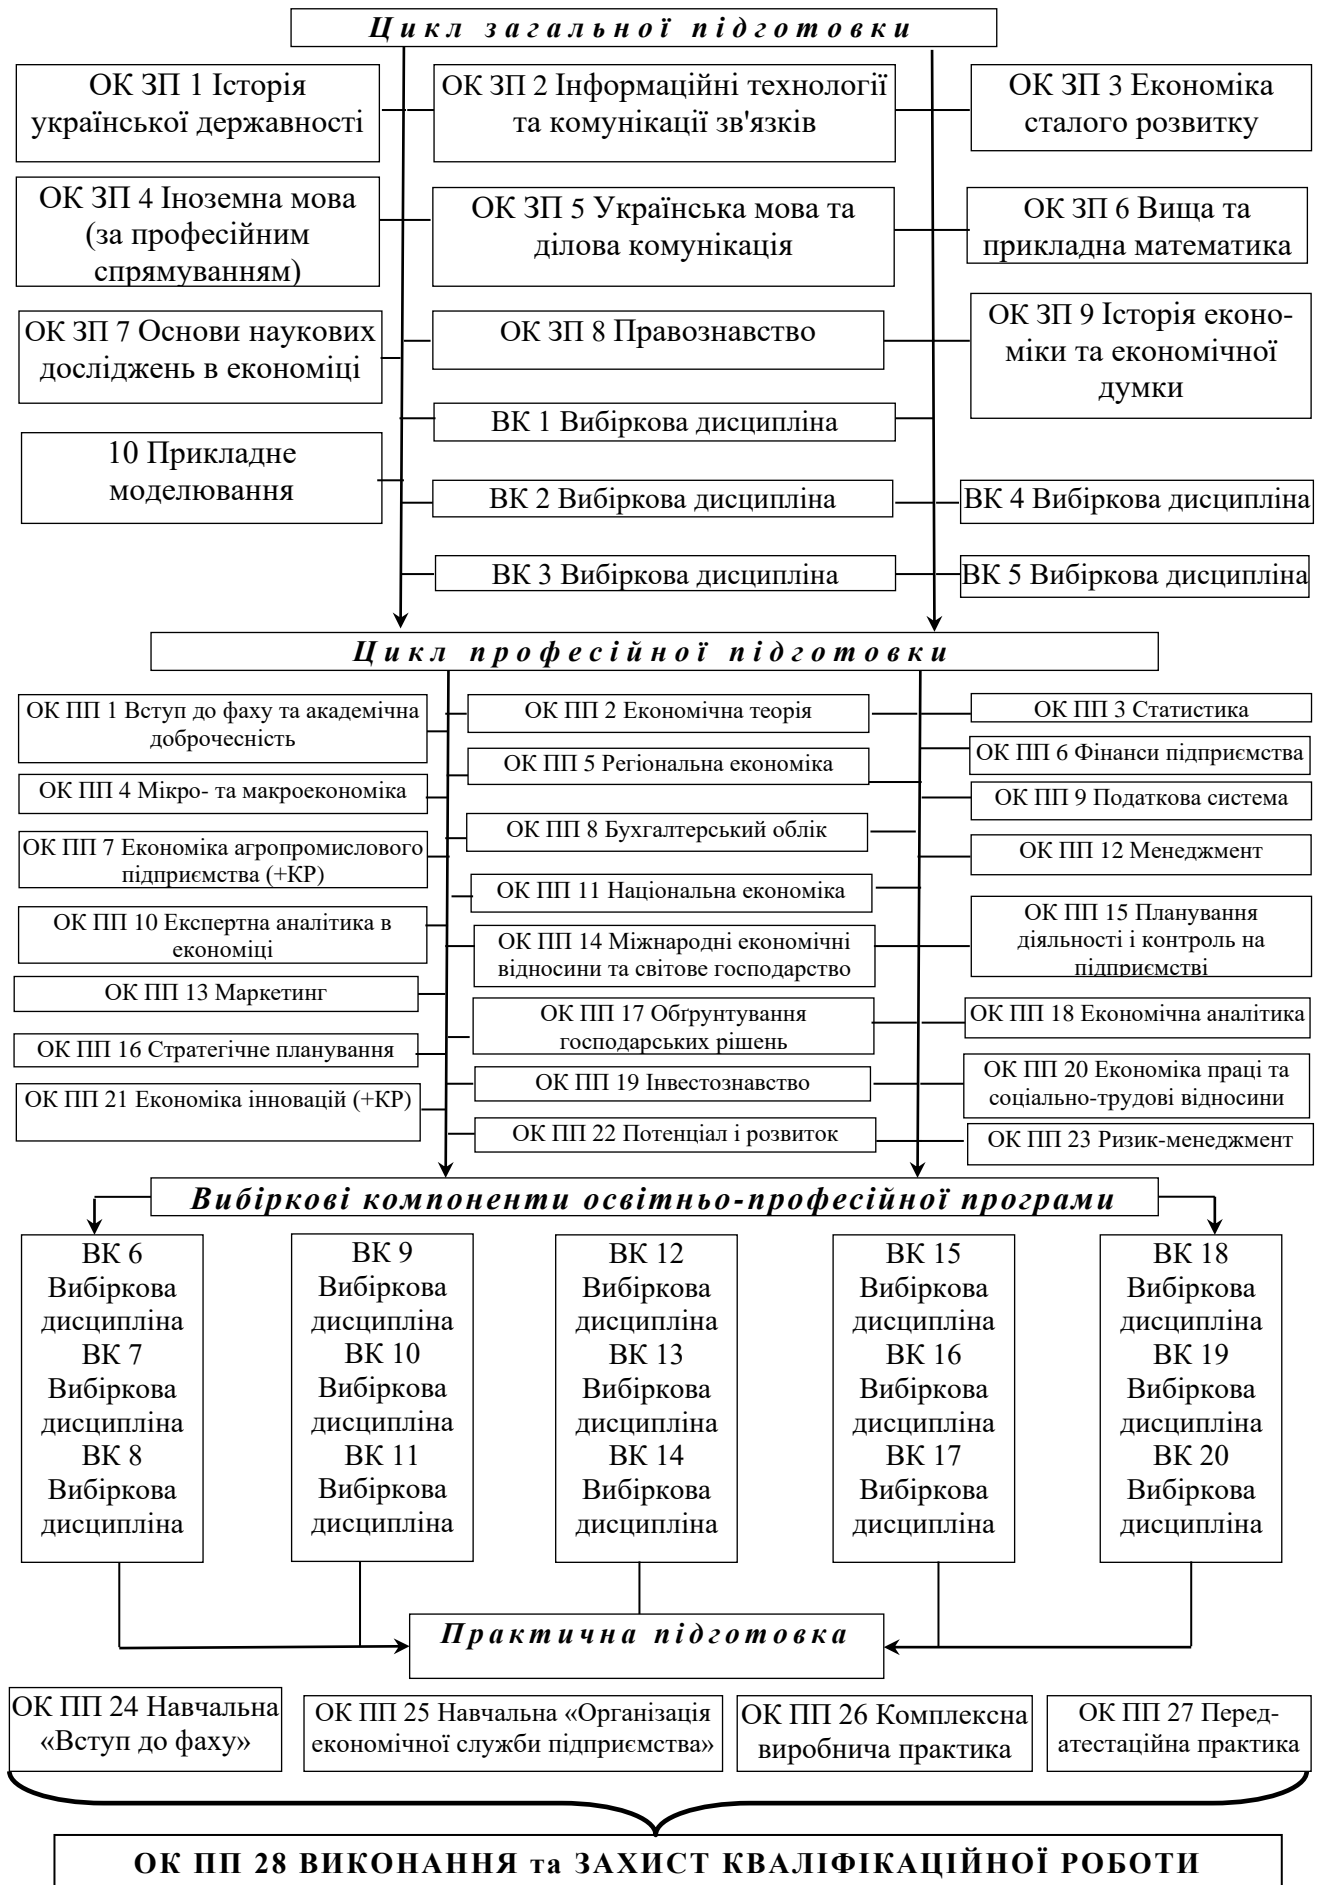 Цикл загальної підготовки
ОК ЗП 1 Історія
української державності
ОК ЗП 2 Інформаційні технології
та комунікації зв'язків
ОК ЗП 3 Економіка
сталого розвитку
ОК ЗП 4 Іноземна мова
(за професійним
спрямуванням)
ОК ЗП 5 Українська мова та
ділова комунікація
ОК ЗП 6 Вища та
прикладна математика
ОК ЗП 7 Основи наукових
досліджень в економіці
ОК ЗП 8 Правознавство
ОК ЗП 9 Історія еконо-
міки та економічної
думки
ВК 1 Вибіркова дисципліна
10 Прикладне
моделювання
ВК 2 Вибіркова дисципліна
ВК 4 Вибіркова дисципліна
ВК 3 Вибіркова дисципліна
ВК 5 Вибіркова дисципліна
Цикл професійної підготовки
ОК ПП 1 Вступ до фаху та академічна
доброчесність
ОК ПП 2 Економічна теорія
ОК ПП 3 Статистика
ОК ПП 4 Мікро- та макроекономіка
ОК ПП 5 Регіональна економіка
ОК ПП 6 Фінанси підприємства
ОК ПП 7 Економіка агропромислового
підприємства (+КР)
ОК ПП 8 Бухгалтерський облік
ОК ПП 9 Податкова система
ОК ПП 10 Експертна аналітика в
економіці
ОК ПП 11 Національна економіка
ОК ПП 12 Менеджмент
ОК ПП 13 Маркетинг
ОК ПП 14 Міжнародні економічні
відносини та світове господарство
ОК ПП 15 Планування
діяльності і контроль на
підприємстві
ОК ПП 16 Стратегічне планування
ОК ПП 17 Обґрунтування
господарських рішень
ОК ПП 18 Економічна аналітика
ОК ПП 21 Економіка інновацій (+КР)
ОК ПП 19 Інвестознавство
ОК ПП 20 Економіка праці та
соціально-трудові відносини
ОК ПП 22 Потенціал і розвиток
ОК ПП 23 Ризик-менеджмент
Вибіркові компоненти освітньо-професійної програми
ВК 6
Вибіркова
дисципліна
ВК 7
Вибіркова
дисципліна
ВК 8
Вибіркова
дисципліна
ВК 9
Вибіркова
дисципліна
ВК 10
Вибіркова
дисципліна
ВК 11
Вибіркова
дисципліна
ВК 12
Вибіркова
дисципліна
ВК 13
Вибіркова
дисципліна
ВК 14
Вибіркова
дисципліна
ВК 15
Вибіркова
дисципліна
ВК 16
Вибіркова
дисципліна
ВК 17
Вибіркова
дисципліна
ВК 18
Вибіркова
дисципліна
ВК 19
Вибіркова
дисципліна
ВК 20
Вибіркова
дисципліна
Практична підготовка
ОК ПП 24 Навчальна
«Вступ до фаху»
ОК ПП 25 Навчальна «Організація
економічної служби підприємства»
ОК ПП 26 Комплексна
виробнича практика
ОК ПП 27 Перед-
атестаційна практика
ОК ПП 28 ВИКОНАННЯ та ЗАХИСТ КВАЛІФІКАЦІЙНОЇ РОБОТИ